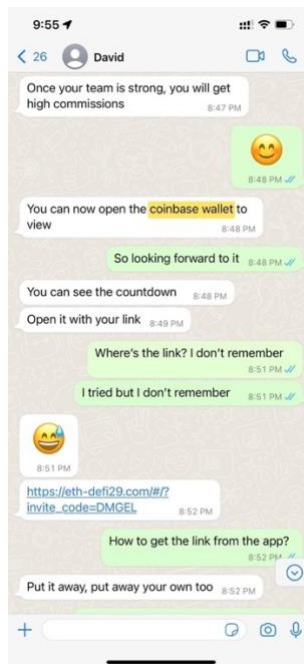 9:55
26
David
Once your team is strong, you will get
high commissions
8:47 PM
8:48 PM
You can now open the coinbase wallet to
view
8:48 PM
So looking forward to it 8:48 PM
You can see the countdown 8:48 PM
Open it with your link 8:49 PM
Where's the link? I don't remember
8:51 PM
I tried but I don't remember 8:51 PM
8:51 PM
https://eth-defi29.com/#/?
invite_code=DMGEL 8:52 PM
How to get the link from the app?
8:52 PM
Put it away, put away your own too 8:52 PM